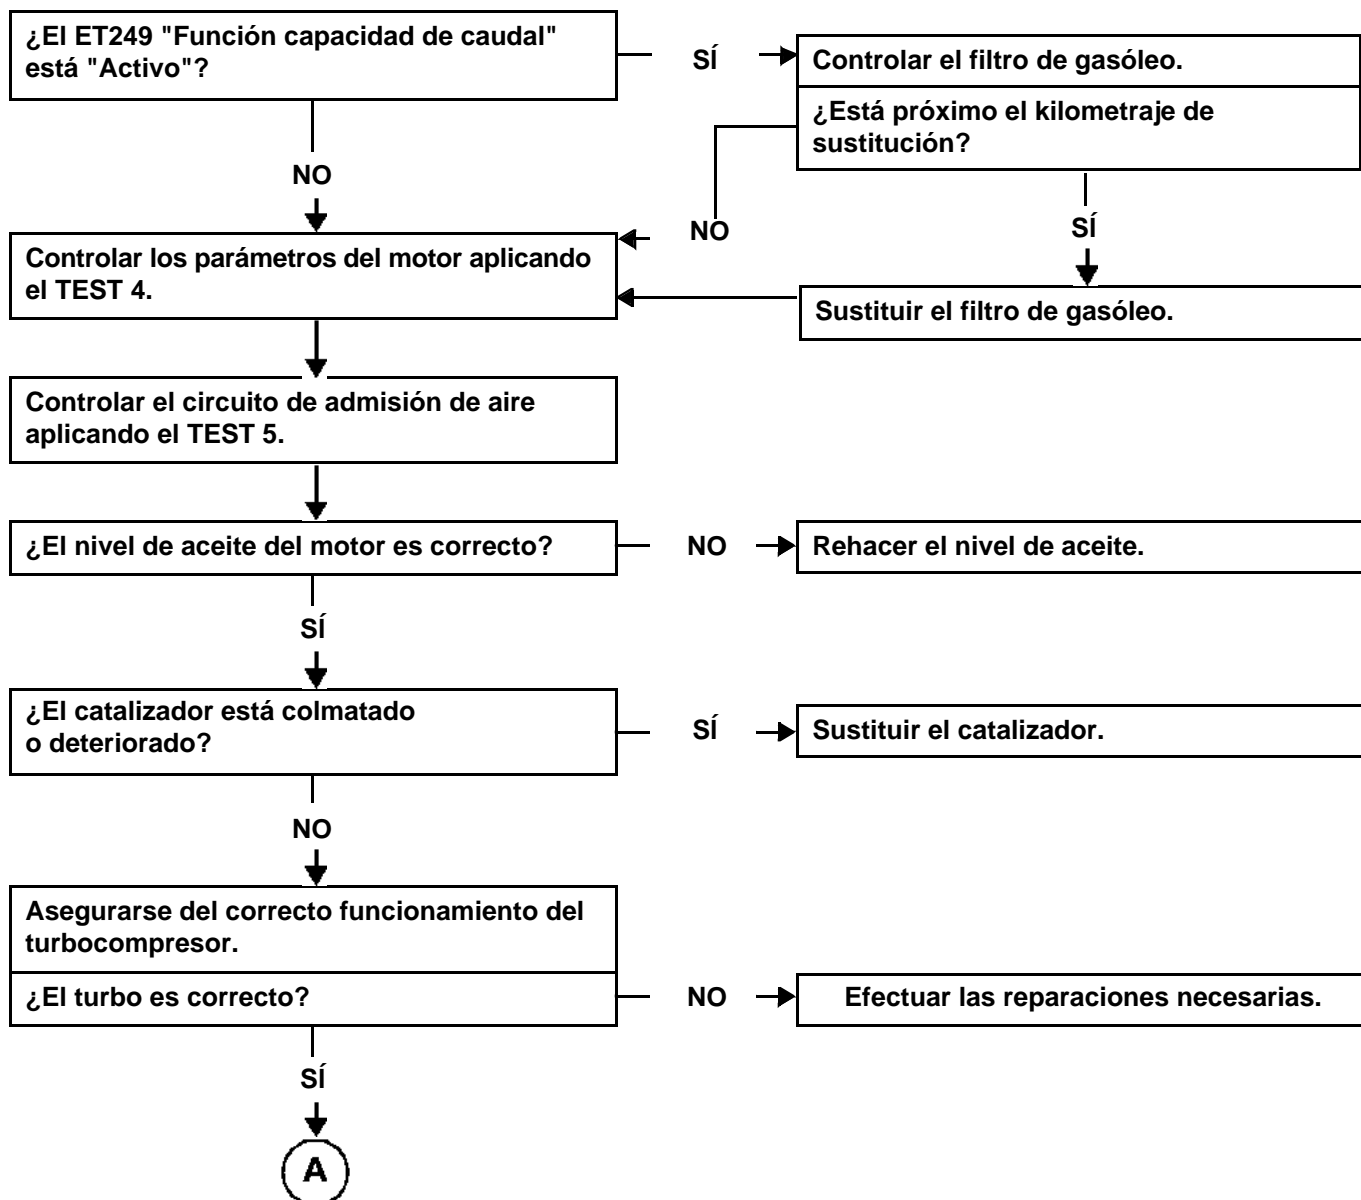 ¿El ET249 "Función capacidad de caudal"
está "Activo"?
SÍ
Controlar el filtro de gasóleo.
¿Está próximo el kilometraje de
sustitución?
NO
NO
SÍ
Controlar los parámetros del motor aplicando
el TEST 4.
Sustituir el filtro de gasóleo.
Controlar el circuito de admisión de aire
aplicando el TEST 5.
¿El nivel de aceite del motor es correcto?
NO
Rehacer el nivel de aceite.
SÍ
¿El catalizador está colmatado
o deteriorado?
SÍ
Sustituir el catalizador.
NO
Asegurarse del correcto funcionamiento del
turbocompresor.
¿El turbo es correcto?
NO
Efectuar las reparaciones necesarias.
SÍ
A